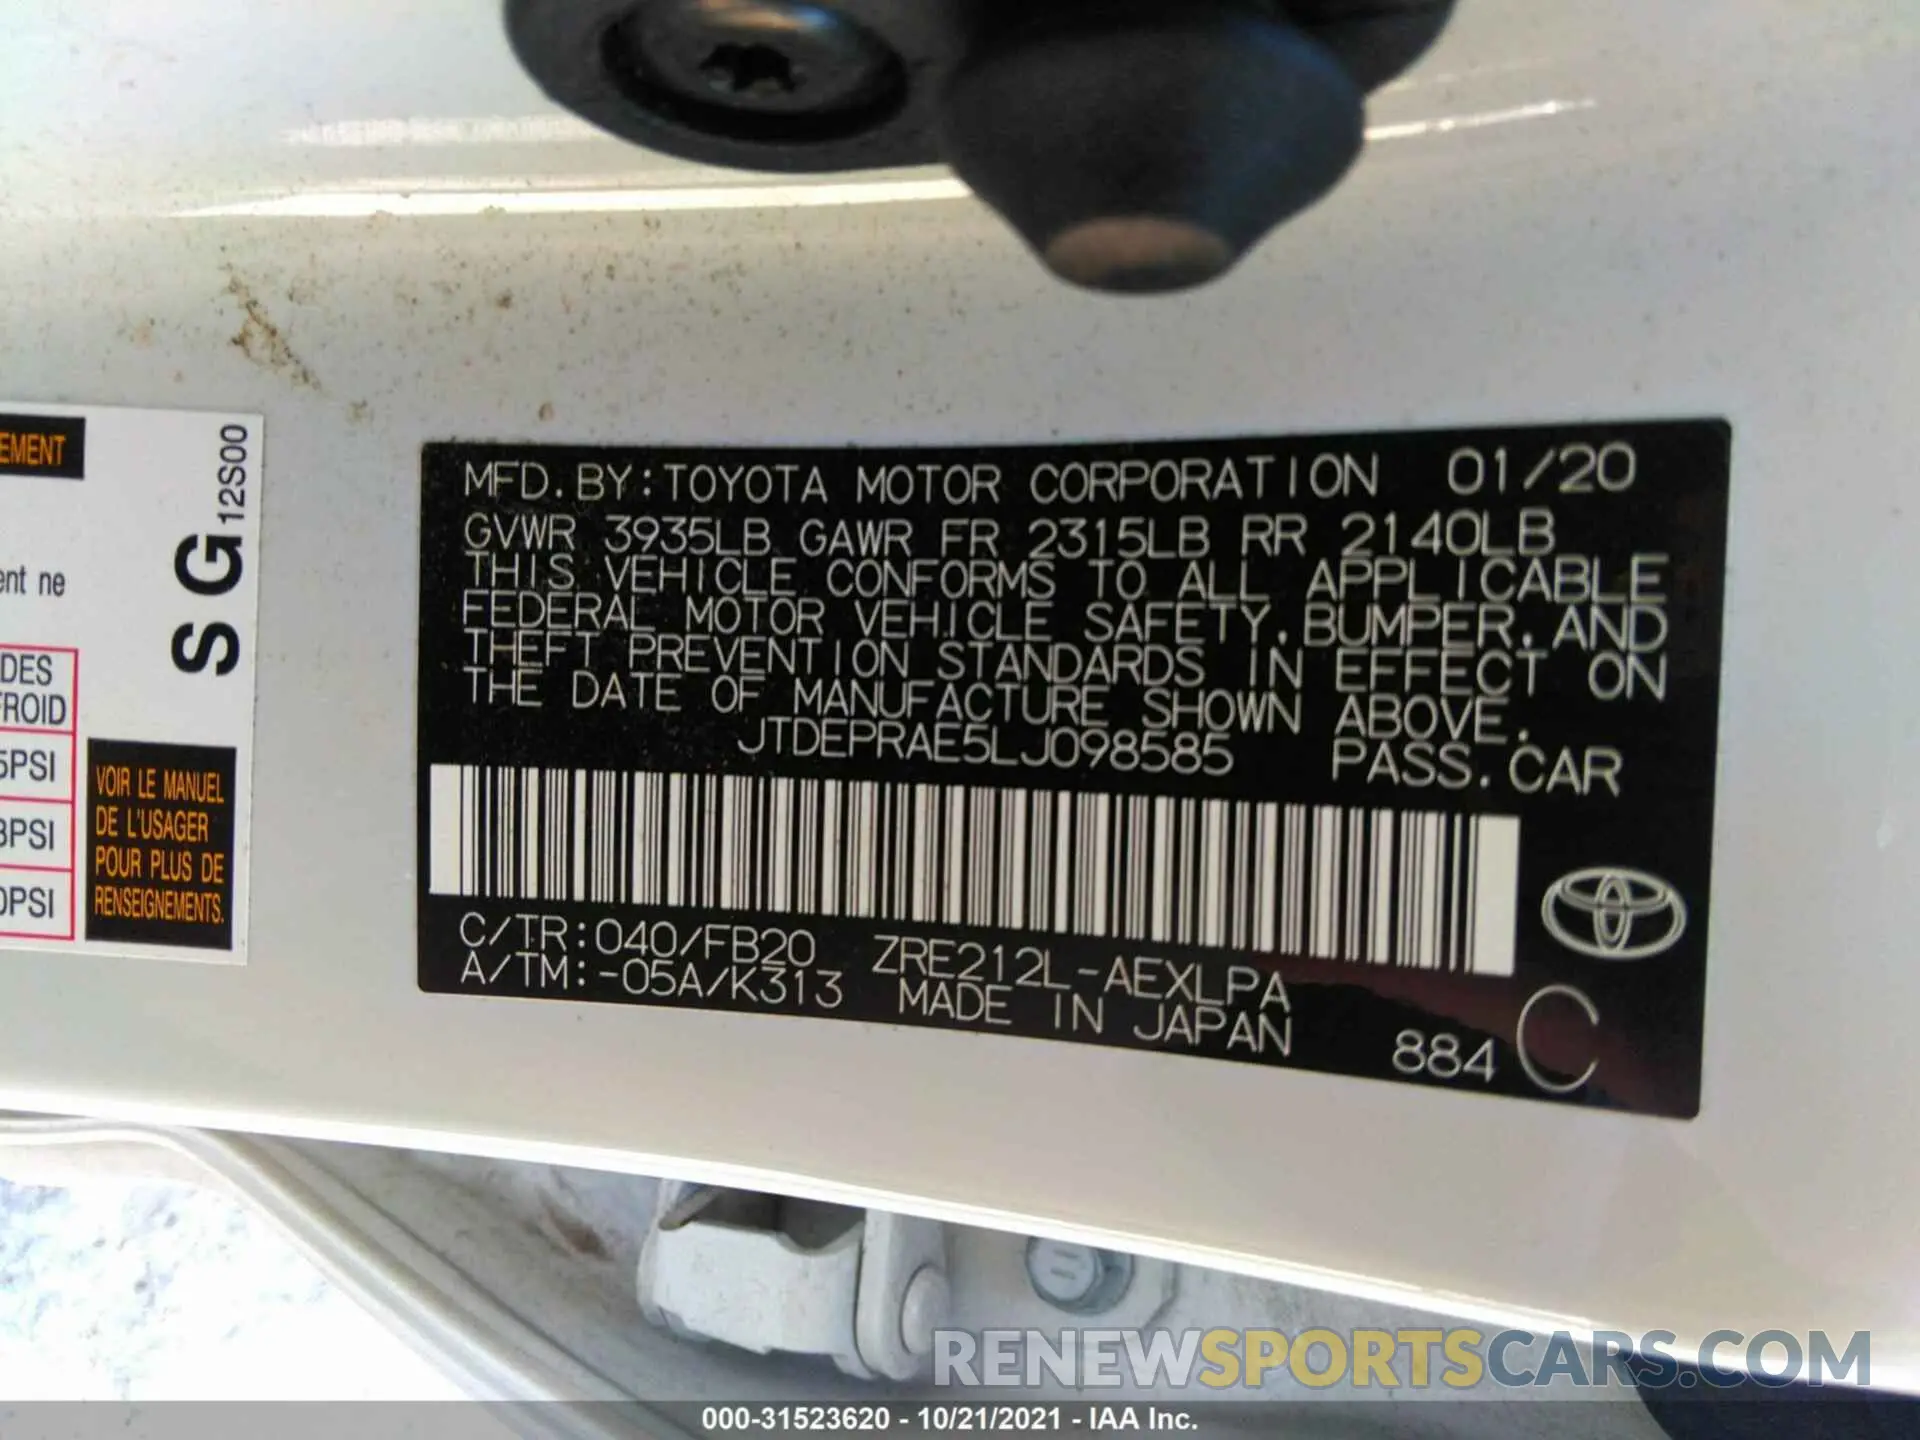 EMENT
ent ne
DES
FROID
5PSI
3PSI
0PSI
SG12S00
VOIR LE MANUEL
DE L'USAGER
POUR PLUS DE
RENSEIGNEMENTS.
MFD. BY: TOYOTA MOTOR CORPORATION 01/20
GVWR 3935LB GAWR FR 2315LB RR 2140LB
THIS VEHICLE CONFORMS TO ALL APPLICABLE
FEDERAL MOTOR VEHICLE SAFETY, BUMPER, AND
THEFT PREVENTION STANDARDS IN EFFECT ON
THE DATE OF MANUFACTURE SHOWN ABOVE.
JTDEPRAE5LJ098585 PASS. CAR
C/TR: 040/FB20 ZRE212L-AEXLPA
A/TM: -05A/K313 MADE IN JAPAN
884 C
RENEWSPORTSCARS.COM
000-31523620 - 10/21/2021 - IAA Inc.